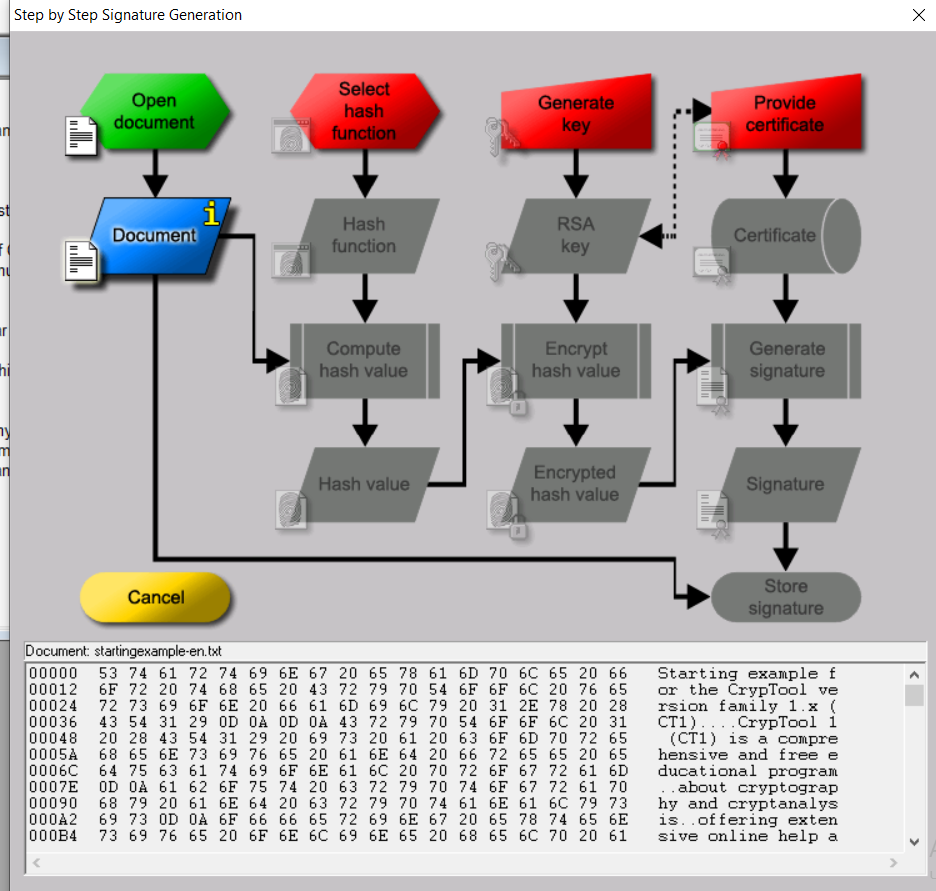 Step by Step Signature Generation
Open
document
Select
hash
function
Generate
key
Provide
certificate
Document
i
Hash
function
RSA
key
Certificate
Compute
hash value
Encrypt
hash value
Generate
signature
Hash value
Encrypted
hash value
Signature
Cancel
Store
signature
Document: startingexample-en.txt
00000 53 74 61 72 74 69 6E 67 20 65 78 61 6D 70 6C 65 20 66 Starting example f
00012 6F 72 20 74 68 65 20 43 72 79 70 54 6F 6F 6C 20 76 65 or the CrypTool ve
00024 72 73 69 6F 6E 20 66 61 6D 69 6C 79 20 31 2E 78 20 28 rsion family 1.x (
00036 43 54 31 29 0D 0A 0D 0A 43 72 79 70 54 6F 6F 6C 20 31 CT1)....CrypTool 1
00048 20 28 43 54 31 29 20 69 73 20 61 20 63 6F 6D 70 72 65 (CT1) is a compre
0005A 68 65 6E 73 69 76 65 20 61 6E 64 20 66 72 65 65 20 65 hensive and free e
0006C 64 75 63 61 74 69 6F 6E 61 6C 20 70 72 6F 67 72 61 6D ducational program
0007E 0D 0A 61 62 6F 75 74 20 63 72 79 70 74 6F 67 72 61 70 ..about cryptograp
00090 68 79 20 61 6E 64 20 63 72 79 70 74 61 6E 61 6C 79 73 hy and cryptanalys
000A2 69 73 0D 0A 6F 66 66 65 72 69 6E 67 20 65 78 74 65 6E is..offering exten
000B4 73 69 76 65 20 6F 6E 6C 69 6E 65 20 68 65 6C 70 20 61 sive online help a